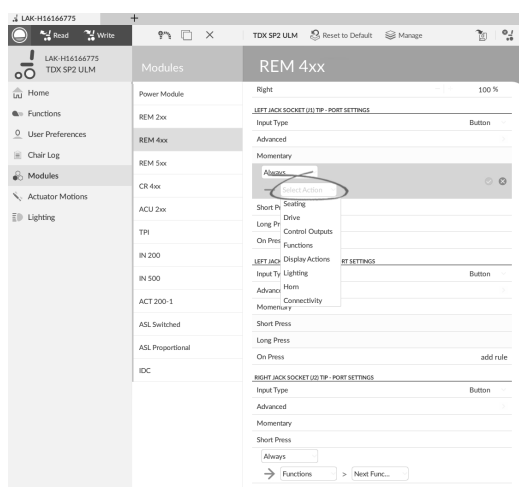 LAK-H16166775
Read
Write
TDX SP2 ULM
Reset to Default
Manage
LAK-H16166775
TDX SP2 ULM
Home
Functions
User Preferences
Chair Log
Modules
Actuator Motions
Lighting
Modules
Power Module
REM 2xx
REM 4xx
REM 5xx
CR 4xx
ACU 2xx
TPI
IN 200
IN 500
ACT 200-1
ASL Switched
ASL Proportional
IDC
REM 4xx
Right 100 %
LEFT JACK SOCKET (J1) TIP - PORT SETTINGS
Input Type Button
Advanced
Momentary
Always
Select Action
Seating
Drive
Control Outputs
Functions
Display Actions
Lighting
Horn
Connectivity
Short P
Long Pr
On Pres
LEFT JACK RT SETTINGS
Input Ty Button
Advanc
Momentary
Short Press
Long Press
On Press add rule
RIGHT JACK SOCKET (J2) TIP - PORT SETTINGS
Input Type Button
Advanced
Momentary
Short Press
Always
Functions > Next Func...